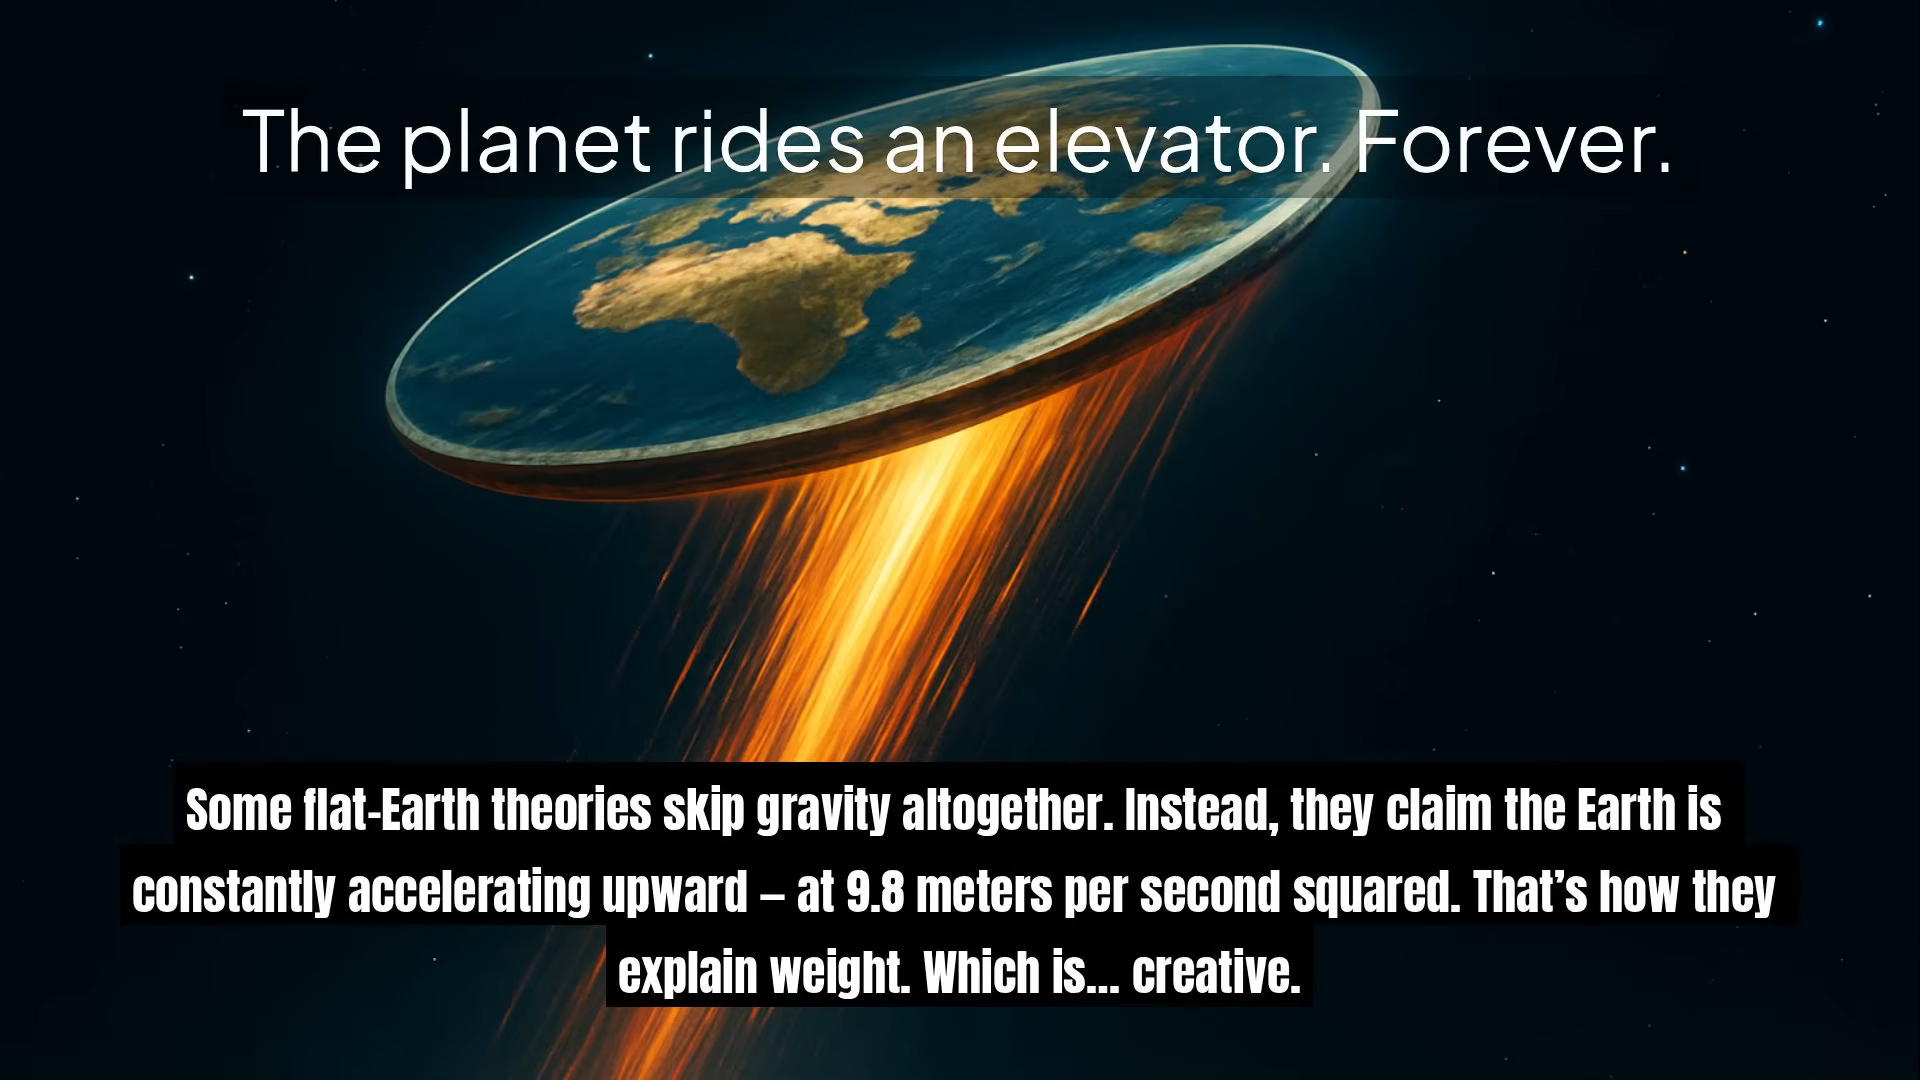 The planet rides an elevator. Forever.
Some flat-Earth theories skip gravity altogether. Instead, they claim the Earth is
constantly accelerating upward – at 9.8 meters per second squared. That’s how they
explain weight. Which is... creative.